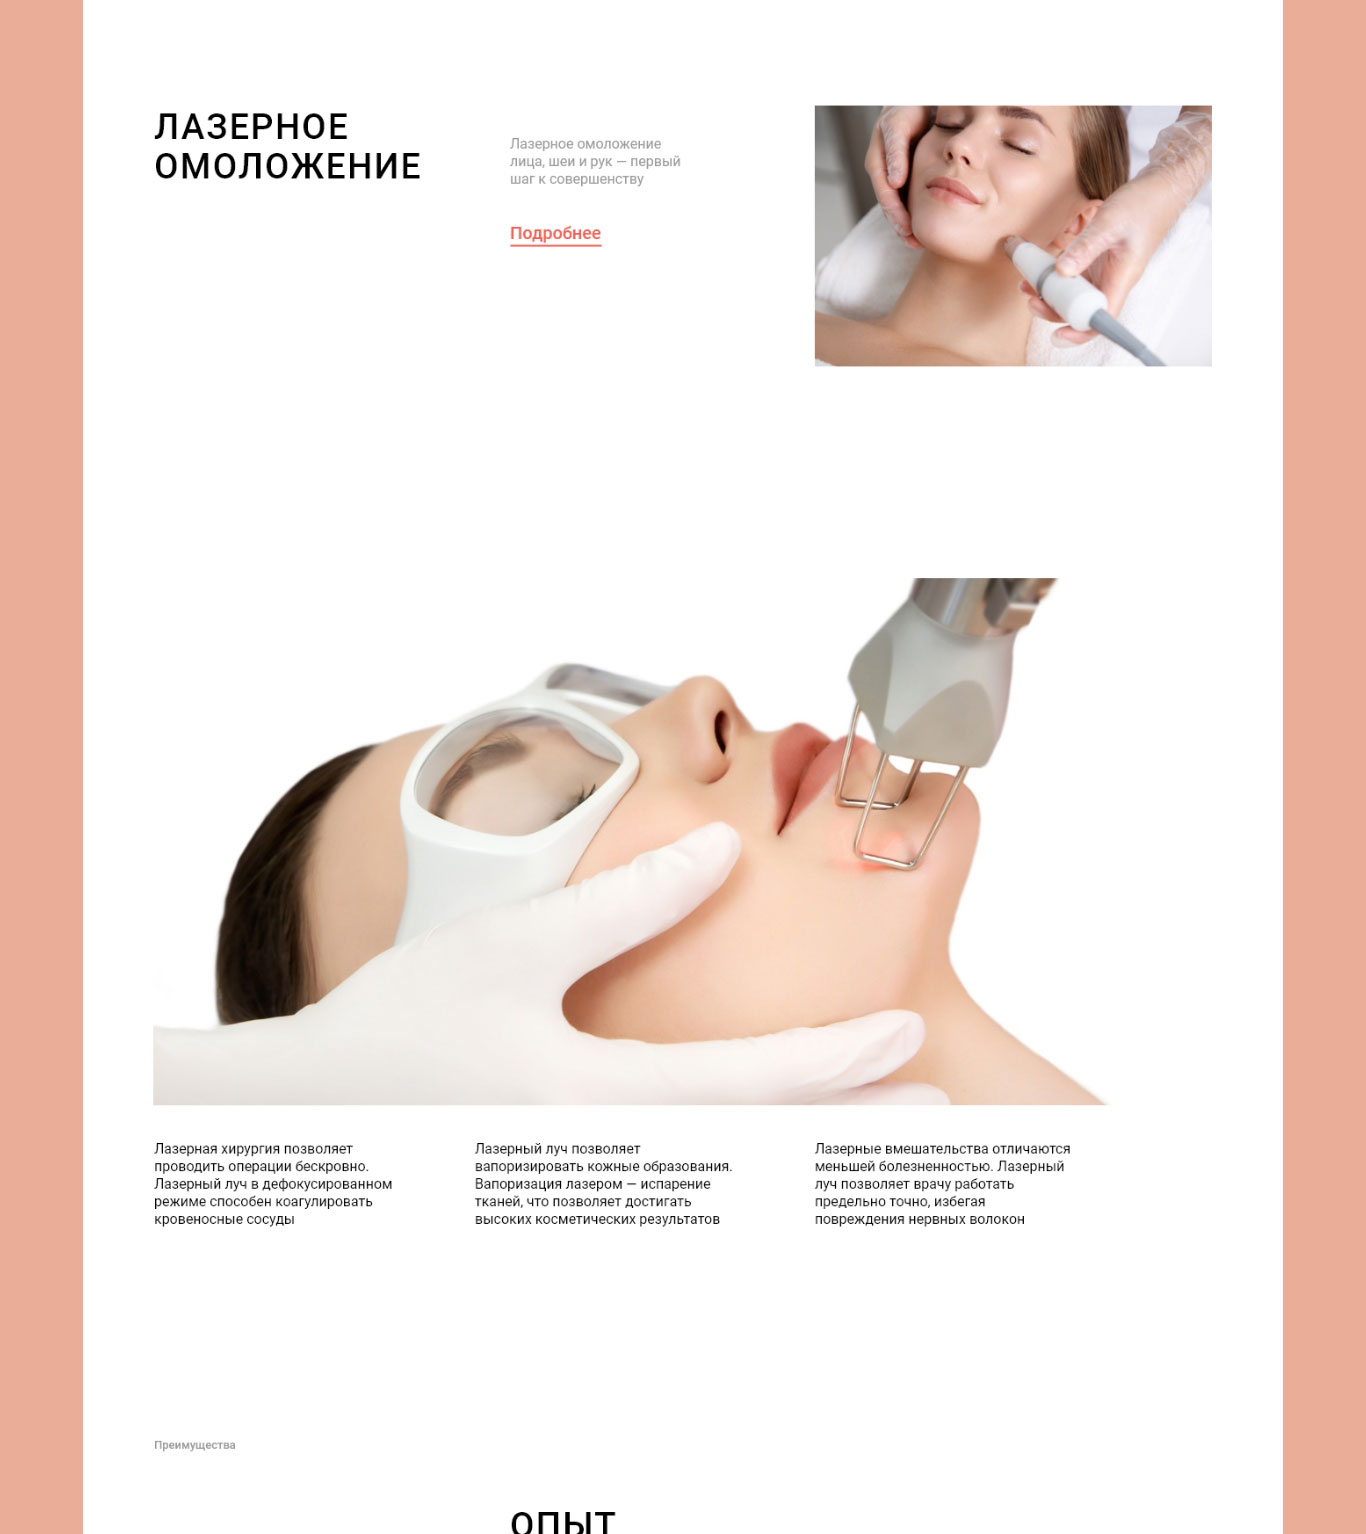 ЛАЗЕРНОЕ
ОМОЛОЖЕНИЕ
Лазерное омоложение
лица, шеи и рук — первый
шаг к совершенству
Подробнее
Лазерная хирургия позволяет
проводить операции бескровно.
Лазерный луч в дефокусированном
режиме способен коагулировать
кровеносные сосуды
Лазерный луч позволяет
вапоризировать кожные образования.
Вапоризация лазером — испарение
тканей, что позволяет достигать
высоких косметических результатов
Лазерные вмешательства отличаются
меньшей болезненностью. Лазерный
луч позволяет врачу работать
предельно точно, избегая
повреждения нервных волокон
Преимущества
ОПЫТ